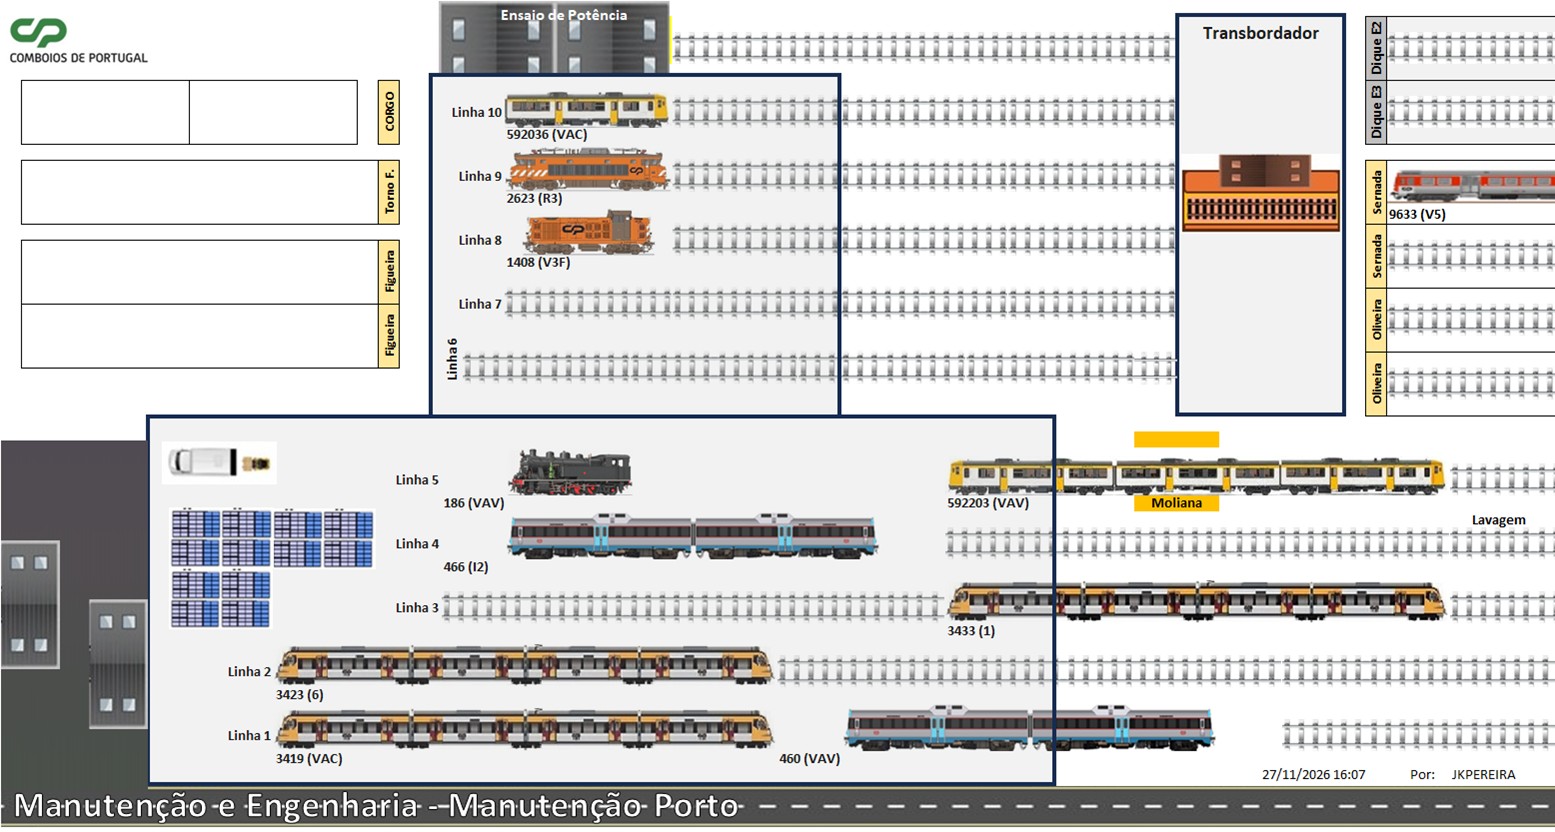 Ensaio de Potência
Transbordador
Dique E2
CP
COMBOIOS DE PORTUGAL
CORGO
Linha 10
592036 (VAC)
Dique E3
Torno F.
Linha 9
2623 (R3)
Sernada
9633 (V5)
Linha 8
1408 (V3F)
Sernada
Figueira
Linha 7
Oliveira
Figueira
Linha 6
Oliveira
Linha 5
186 (VAV)
592203 (VAV)
Moliana
Lavagem
Linha 4
466 (I2)
Linha 3
3433 (1)
Linha 2
3423 (6)
Linha 1
3419 (VAC)
460 (VAV)
27/11/2026 16:07 Por: JKPEREIRA
Manutenção e Engenharia - Manutenção Porto